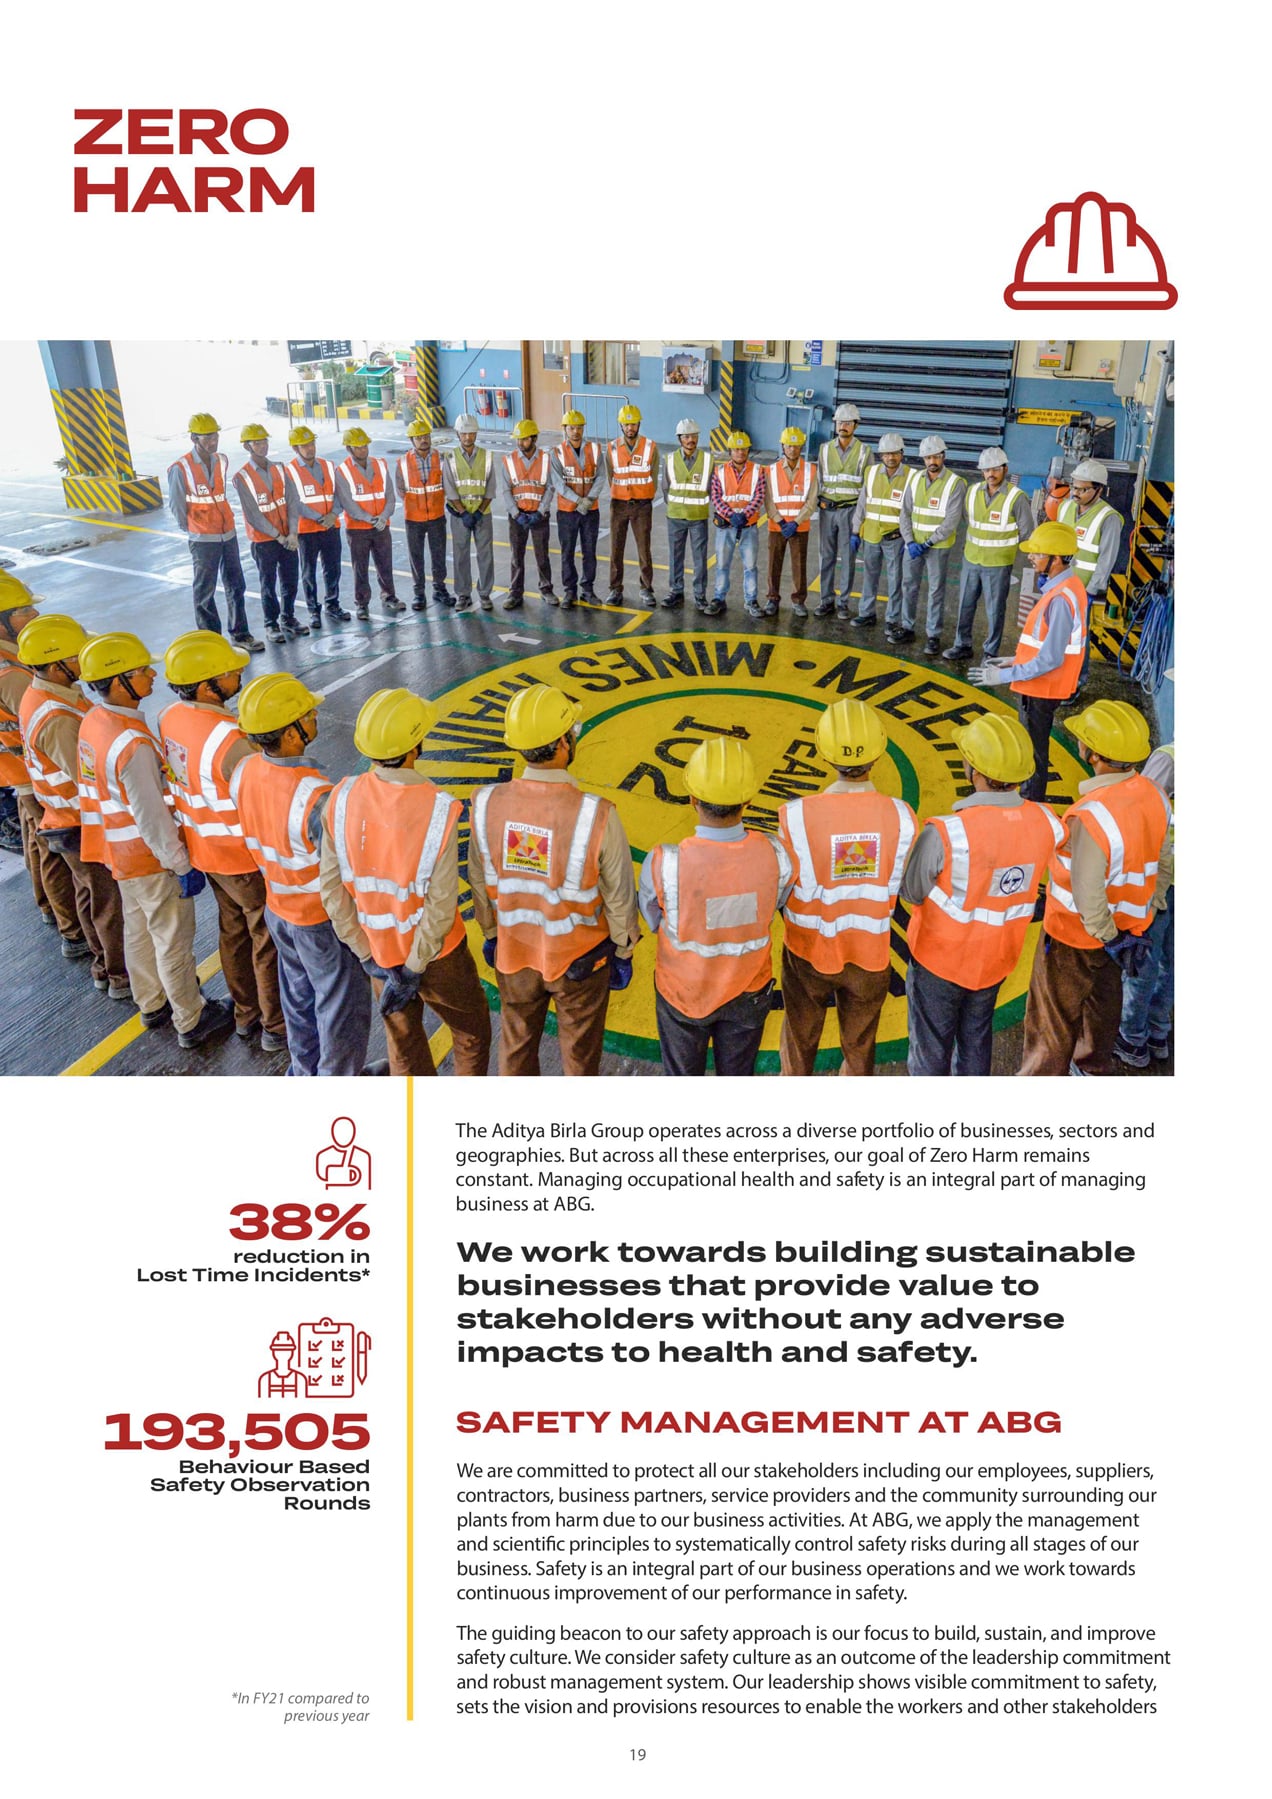 ZERO
HARM
MINES • MEETIN
102
TEAM
ADITYA BIRLA
UltraTech
D.P
ADITYA BIRLA
UltraTech
38%
reduction in
Lost Time Incidents*
193,505
Behaviour Based
Safety Observation
Rounds
*In FY21 compared to
previous year
The Aditya Birla Group operates across a diverse portfolio of businesses, sectors and
geographies. But across all these enterprises, our goal of Zero Harm remains
constant. Managing occupational health and safety is an integral part of managing
business at ABG.
We work towards building sustainable
businesses that provide value to
stakeholders without any adverse
impacts to health and safety.
SAFETY MANAGEMENT AT ABG
We are committed to protect all our stakeholders including our employees, suppliers,
contractors, business partners, service providers and the community surrounding our
plants from harm due to our business activities. At ABG, we apply the management
and scientific principles to systematically control safety risks during all stages of our
business. Safety is an integral part of our business operations and we work towards
continuous improvement of our performance in safety.
The guiding beacon to our safety approach is our focus to build, sustain, and improve
safety culture. We consider safety culture as an outcome of the leadership commitment
and robust management system. Our leadership shows visible commitment to safety,
sets the vision and provisions resources to enable the workers and other stakeholders
19